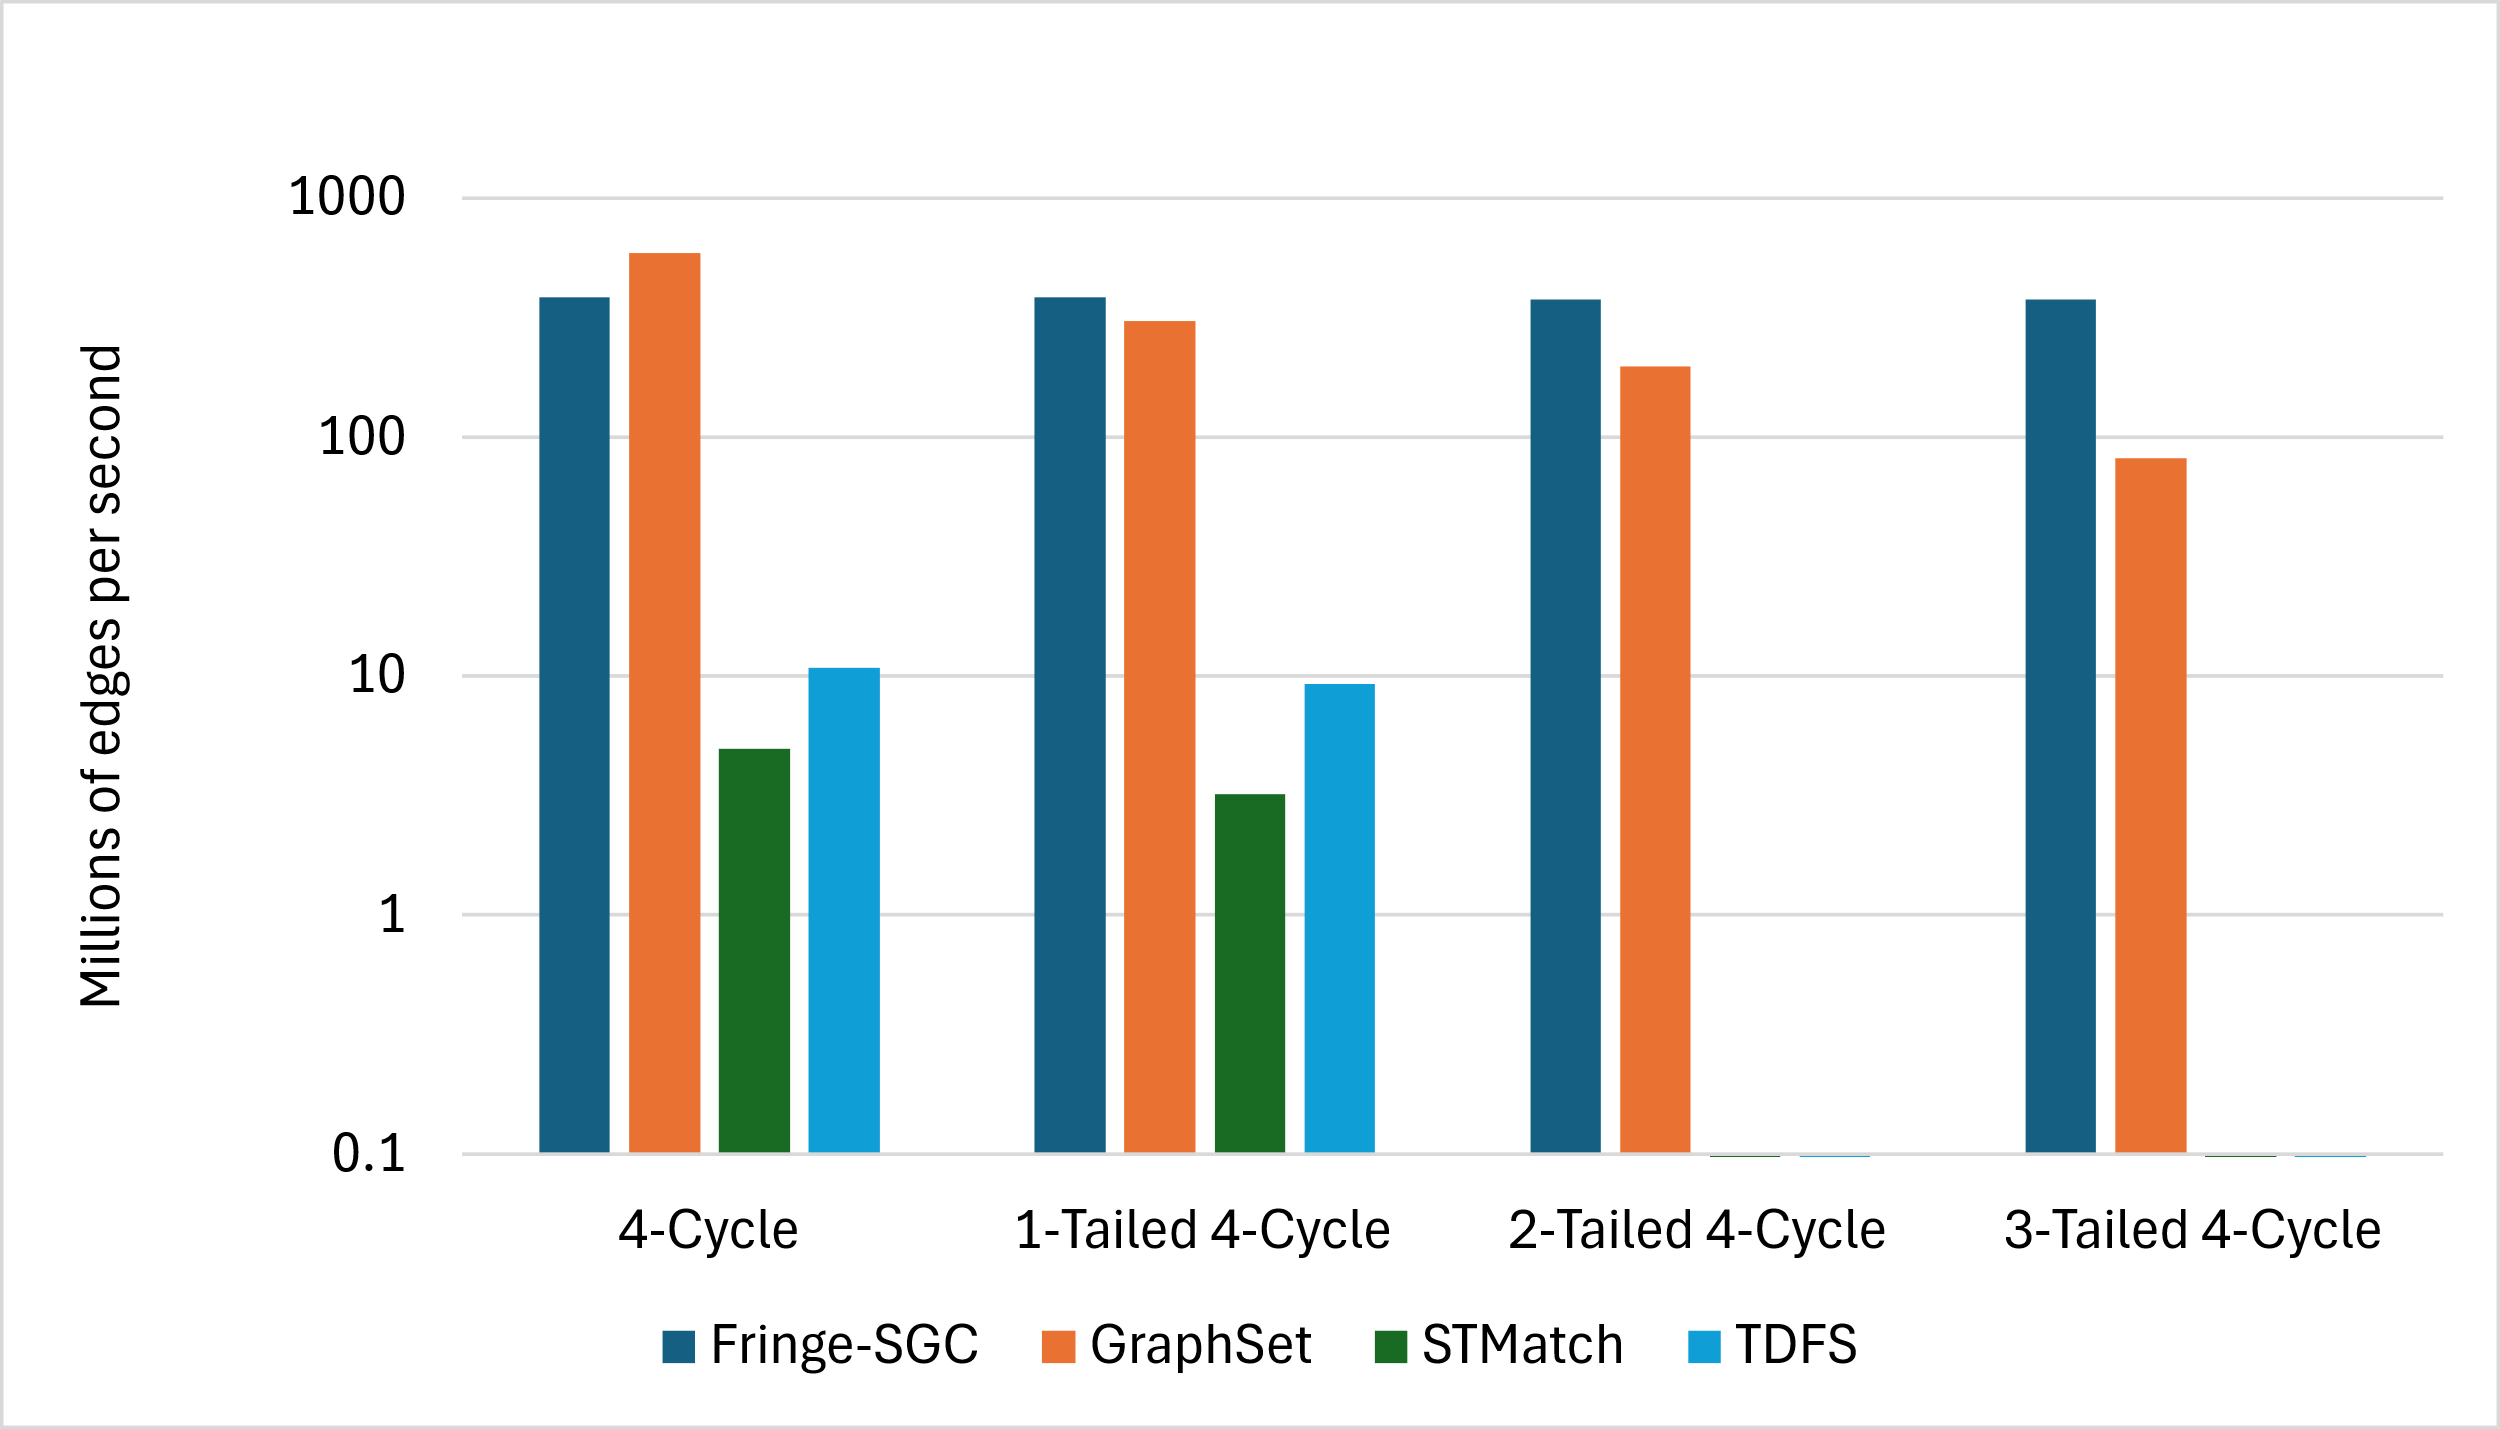 Millions of edges per second
1000
100
10
1
0.1
4-Cycle
1-Tailed 4-Cycle
2-Tailed 4-Cycle
3-Tailed 4-Cycle
Fringe-SGC
GraphSet
STMatch
TDFS